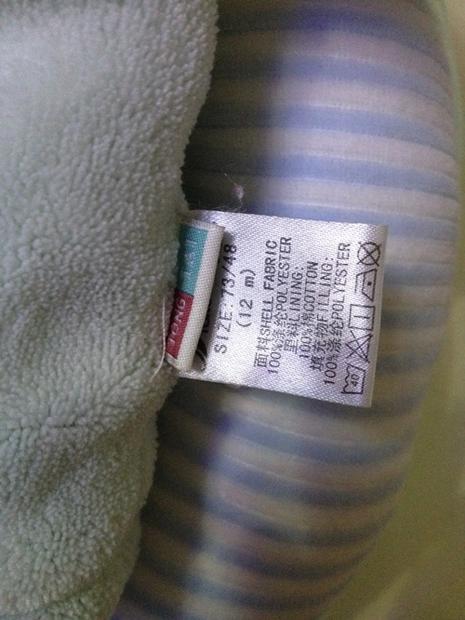 TONG
TAI
SIZE: 73/48
(12 m)
面料SHELL FABRIC
100%涤纶POLYESTER
里料LINING:
100%棉COTTON
填充物FILLING:
100%涤纶POLYESTER
40